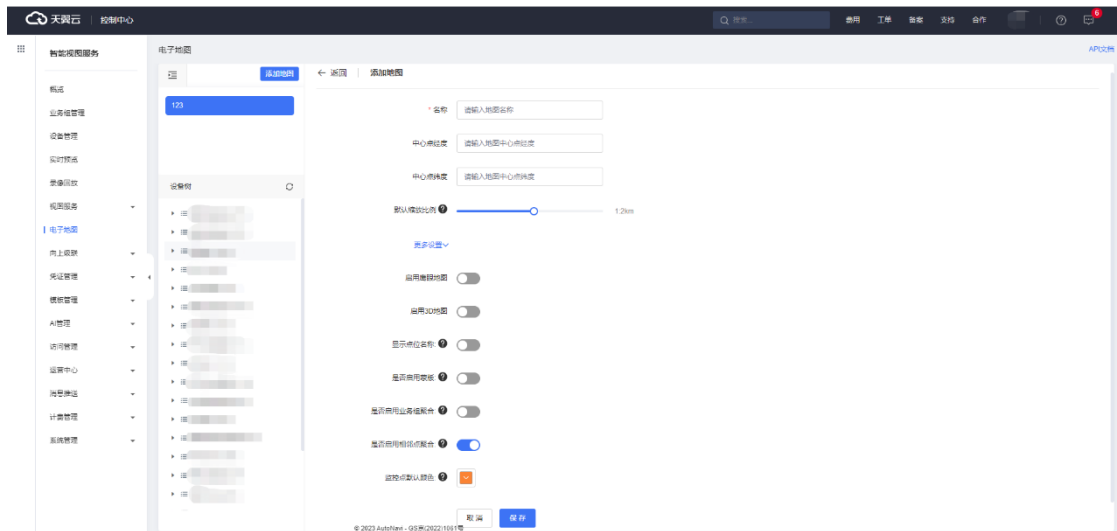 天翼云 控制中心 搜索... 费用 工单 备案 支持 合作 6
智能视图服务 电子地图 API文档
添加地图 ← 返回 添加地图
概览
123
业务组管理
* 名称 请输入地图名称
设备管理
中心点经度 请输入地图中心点经度
实时预览
中心点纬度 请输入地图中心点纬度
录像回放
设备树
视图服务
默认缩放比例 1.2km
电子地图
更多设置
向上级联
凭证管理
启用鹰眼地图
模板管理
启用3D地图
AI管理
显示点位名称
访问管理
运营中心
是否启用蒙板
消息推送
是否启用业务组聚合
计费管理
系统管理
是否启用相邻点聚合
监控点默认颜色
取消 保存
© 2023 AutoNavi - GS京(2022)1061号